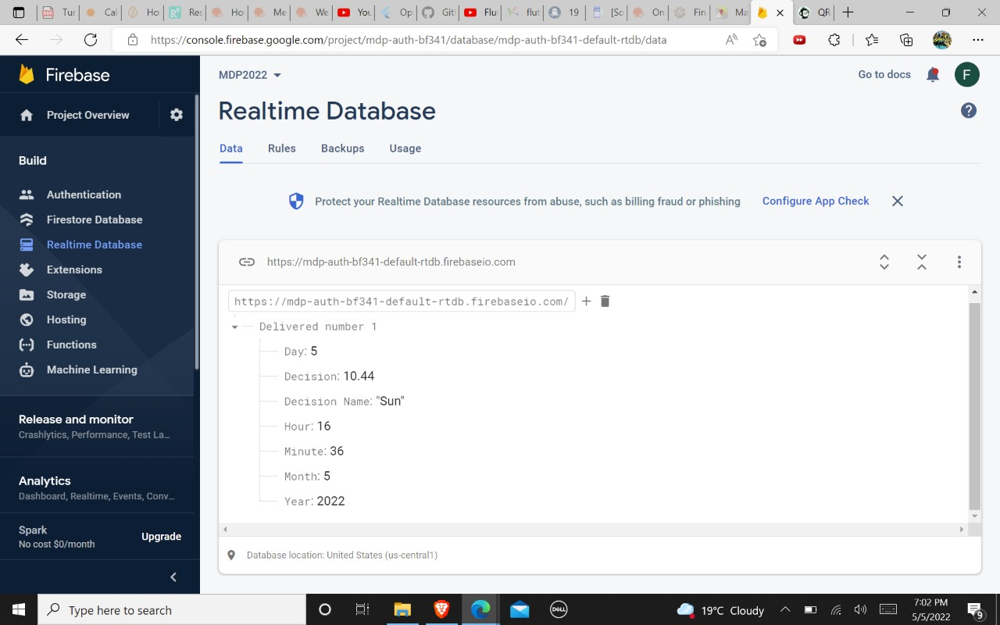 Tur
Cal
Ho
Res
Ho
Me
We
You
Op
Git
Flut
flut
19
[So
On
Fin
Ma
QR
https://console.firebase.google.com/project/mdp-auth-bf341/database/mdp-auth-bf341-default-rtdb/data
Firebase
MDP2022
Go to docs
F
Project Overview
Realtime Database
?
Data Rules Backups Usage
Build
Authentication
Firestore Database
Realtime Database
Extensions
Storage
Hosting
Functions
Machine Learning
Protect your Realtime Database resources from abuse, such as billing fraud or phishing Configure App Check
https://mdp-auth-bf341-default-rtdb.firebaseio.com
https://mdp-auth-bf341-default-rtdb.firebaseio.com/
Delivered number 1
Day: 5
Decision: 10.44
Decision Name: "Sun"
Hour: 16
Minute: 36
Month: 5
Year: 2022
Database location: United States (us-central1)
Release and monitor
Crashlytics, Performance, Test La...
Analytics
Dashboard, Realtime, Events, Conv...
Spark
No cost $0/month
Upgrade
Type here to search
DELL
19°C Cloudy
7:02 PM
5/5/2022
9